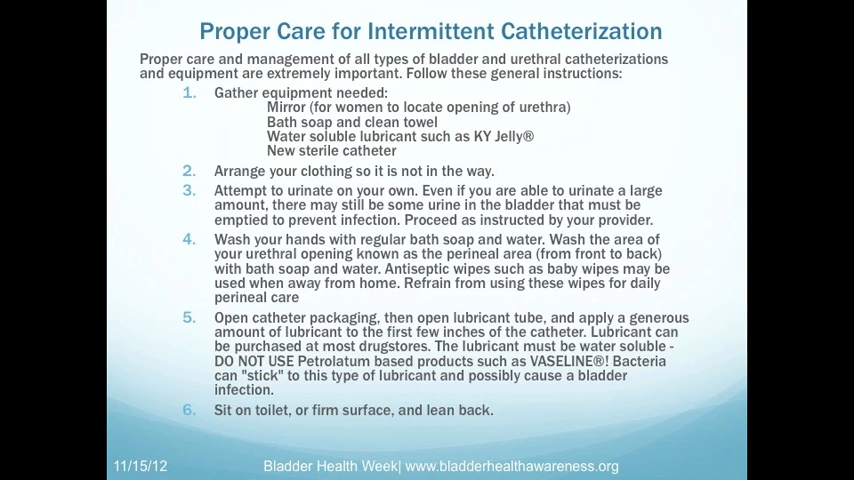 Proper Care for Intermittent Catheterization
Proper care and management of all types of bladder and urethral catheterizations
and equipment are extremely important. Follow these general instructions:
1. Gather equipment needed:
Mirror (for women to locate opening of urethra)
Bath soap and clean towel
Water soluble lubricant such as KY Jelly®
New sterile catheter
2. Arrange your clothing so it is not in the way.
3. Attempt to urinate on your own. Even if you are able to urinate a large
amount, there may still be some urine in the bladder that must be
emptied to prevent infection. Proceed as instructed by your provider.
4. Wash your hands with regular bath soap and water. Wash the area of
your urethral opening known as the perineal area (from front to back)
with bath soap and water. Antiseptic wipes such as baby wipes may be
used when away from home. Refrain from using these wipes for daily
perineal care
5. Open catheter packaging, then open lubricant tube, and apply a generous
amount of lubricant to the first few inches of the catheter. Lubricant can
be purchased at most drugstores. The lubricant must be water soluble -
DO NOT USE Petrolatum based products such as VASELINE®! Bacteria
can "stick" to this type of lubricant and possibly cause a bladder
infection.
6. Sit on toilet, or firm surface, and lean back.
11/15/12 Bladder Health Week| www.bladderhealthawareness.org